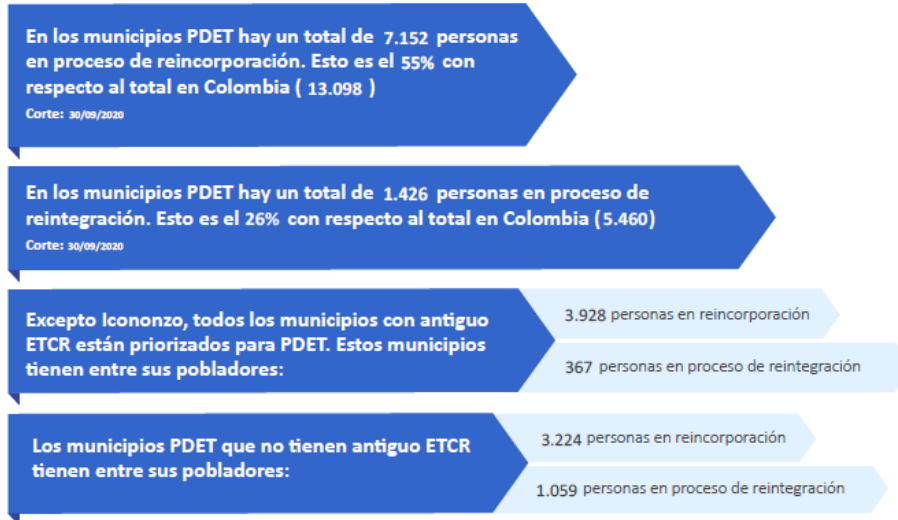 En los municipios PDET hay un total de 7.152 personas
en proceso de reincorporación. Esto es el 55% con
respecto al total en Colombia ( 13.098 )
Corte: 30/09/2020
En los municipios PDET hay un total de 1.426 personas en proceso de
reintegración. Esto es el 26% con respecto al total en Colombia (5.460)
Corte: 30/09/2020
Excepto Icononzo, todos los municipios con antiguo
ETCR están priorizados para PDET. Estos municipios
tienen entre sus pobladores:
3.928 personas en reincorporación
367 personas en proceso de reintegración
Los municipios PDET que no tienen antiguo ETCR
tienen entre sus pobladores:
3.224 personas en reincorporación
1.059 personas en proceso de reintegración